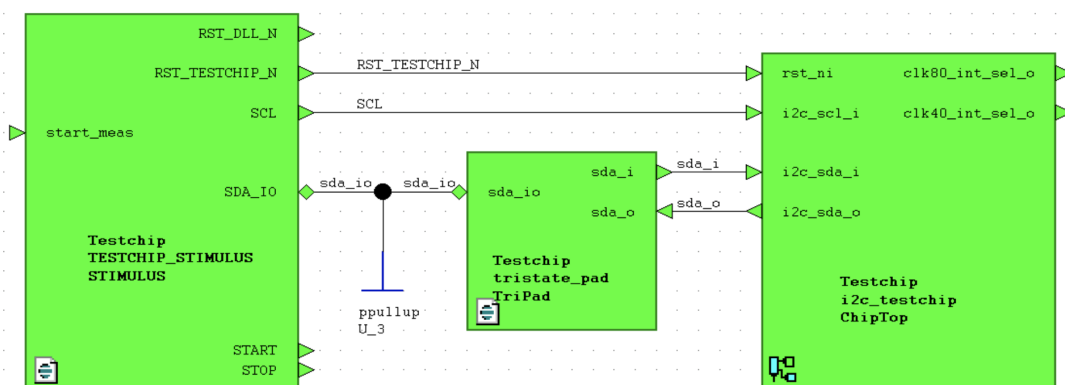 RST_DLL_N
RST_TESTCHIP_N
RST_TESTCHIP_N
rst_ni
clk80_int_sel_o
SCL
SCL
i2c_scl_i
clk40_int_sel_o
start_meas
sda_i
sda_i
i2c_sda_i
SDA_IO
sda_io
sda_io
sda_io
sda_o
sda_o
i2c_sda_o
Testchip
TESTCHIP_STIMULUS
STIMULUS
Testchip
tristate_pad
TriPad
Testchip
i2c_testchip
ChipTop
ppullup
U_3
START
STOP